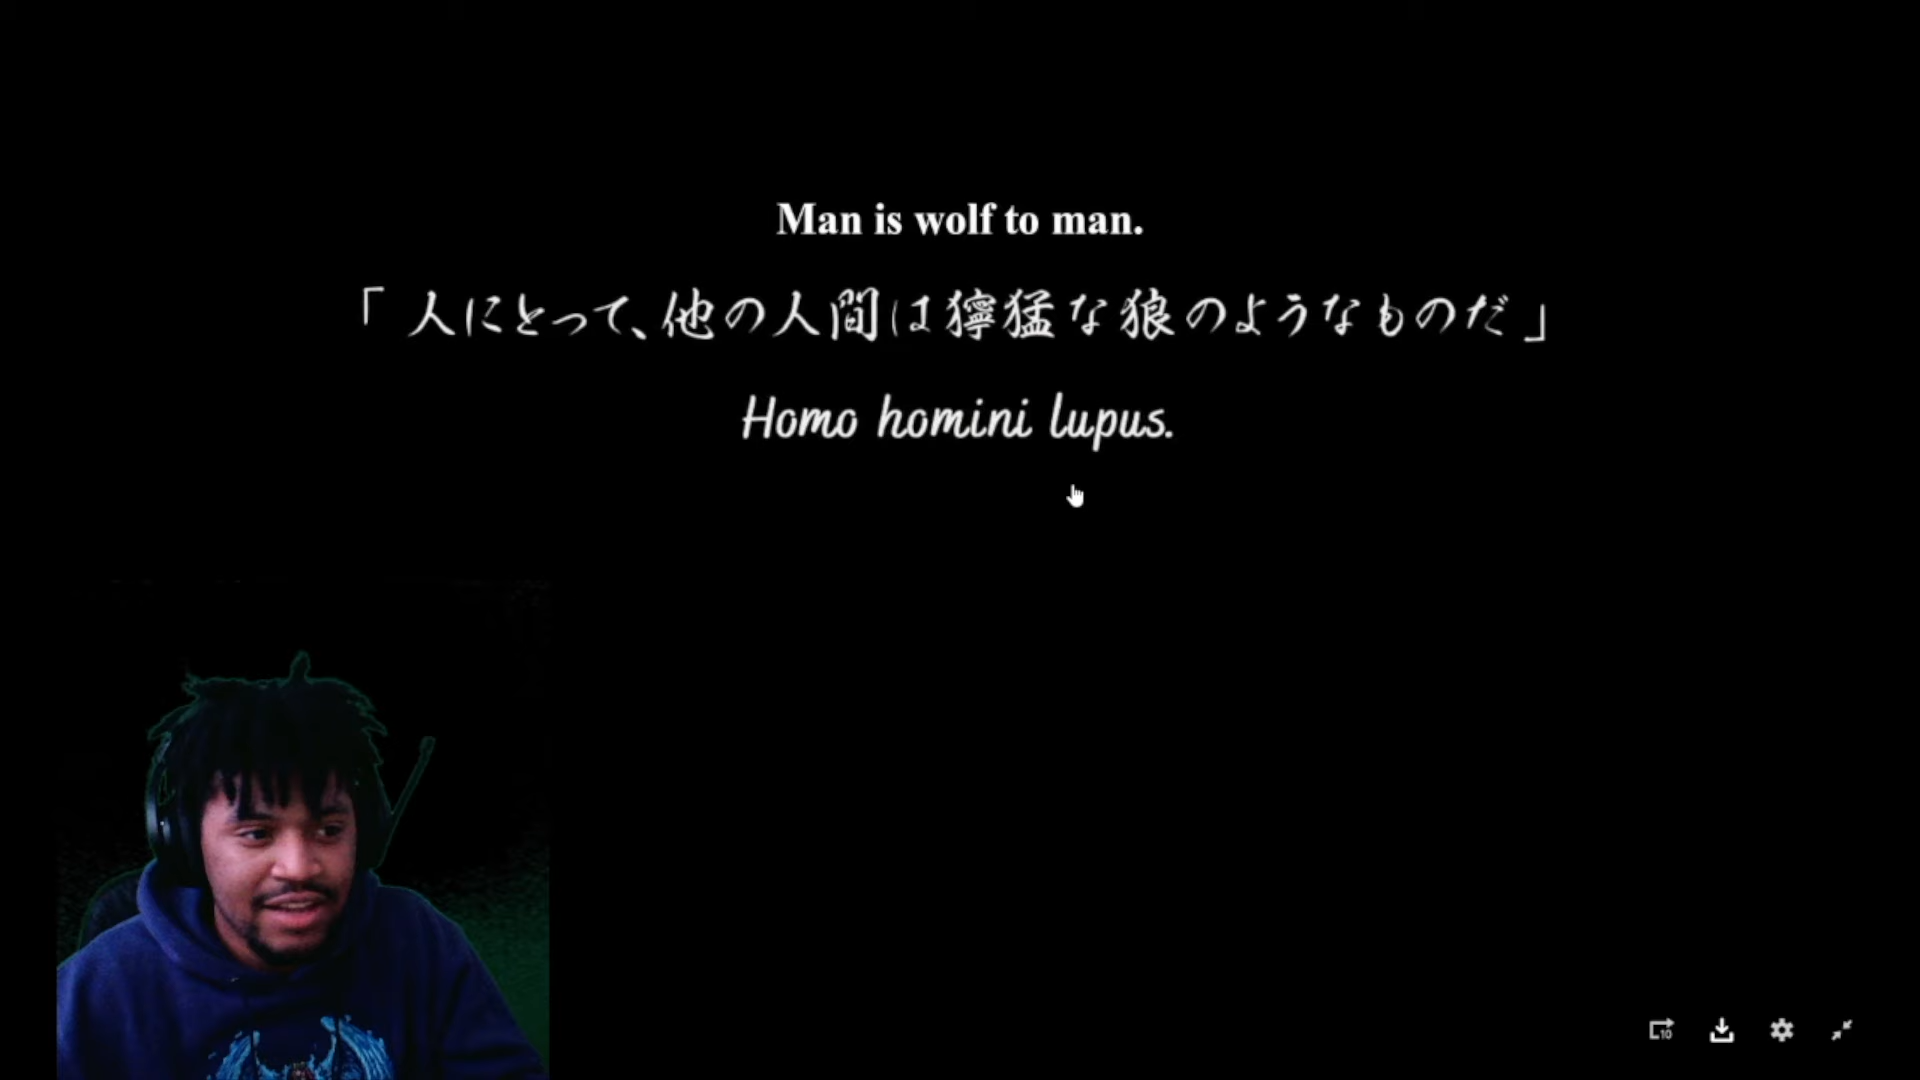 Man is wolf to man.
「人にとって、他の人間は獰猛な狼のようなものだ」
Homo homini lupus.
10